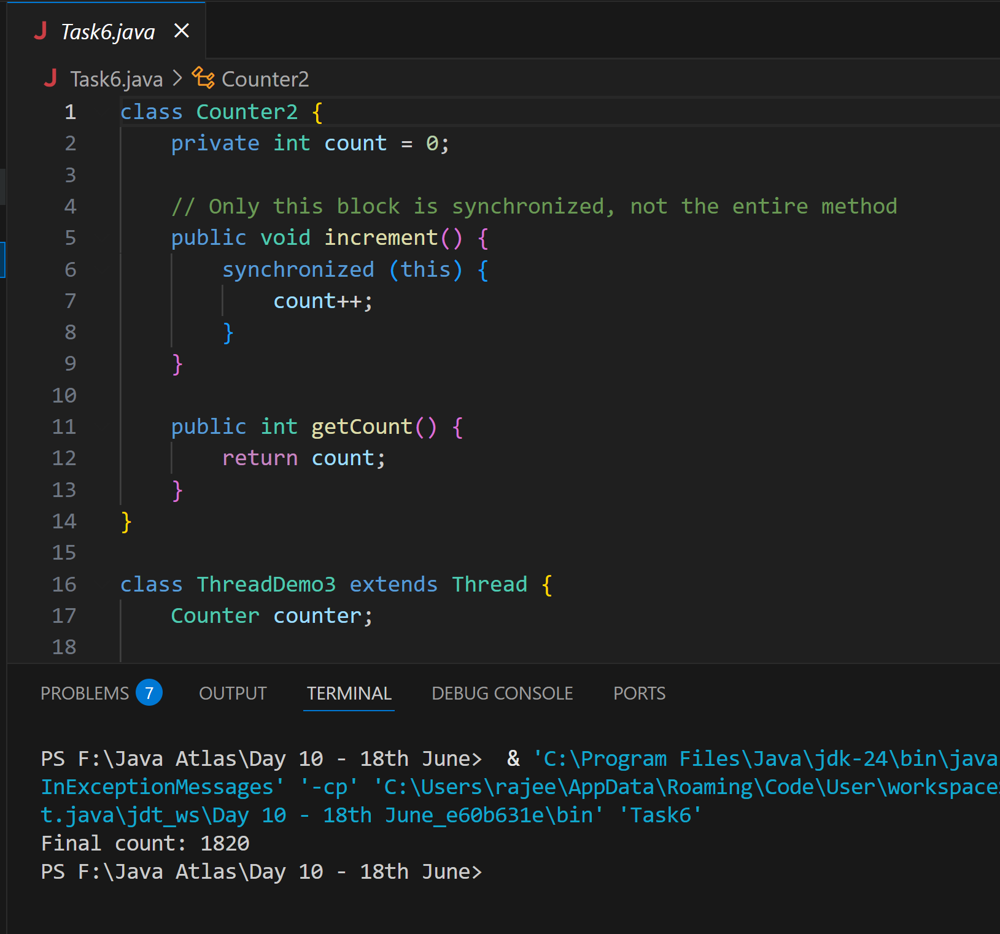 J Task6.java ×
J Task6.java > Counter2
1 class Counter2 {
2     private int count = 0;
3
4     // Only this block is synchronized, not the entire method
5     public void increment() {
6         synchronized (this) {
7             count++;
8         }
9     }
10
11     public int getCount() {
12         return count;
13     }
14 }
15
16 class ThreadDemo3 extends Thread {
17     Counter counter;
18
PROBLEMS 7 OUTPUT TERMINAL DEBUG CONSOLE PORTS
PS F:\Java Atlas\Day 10 - 18th June>  & 'C:\Program Files\Java\jdk-24\bin\java
InExceptionMessages' '-cp' 'C:\Users\rajee\AppData\Roaming\Code\User\workspaceS
t.java\jdt_ws\Day 10 - 18th June_e60b631e\bin' 'Task6'
Final count: 1820
PS F:\Java Atlas\Day 10 - 18th June>